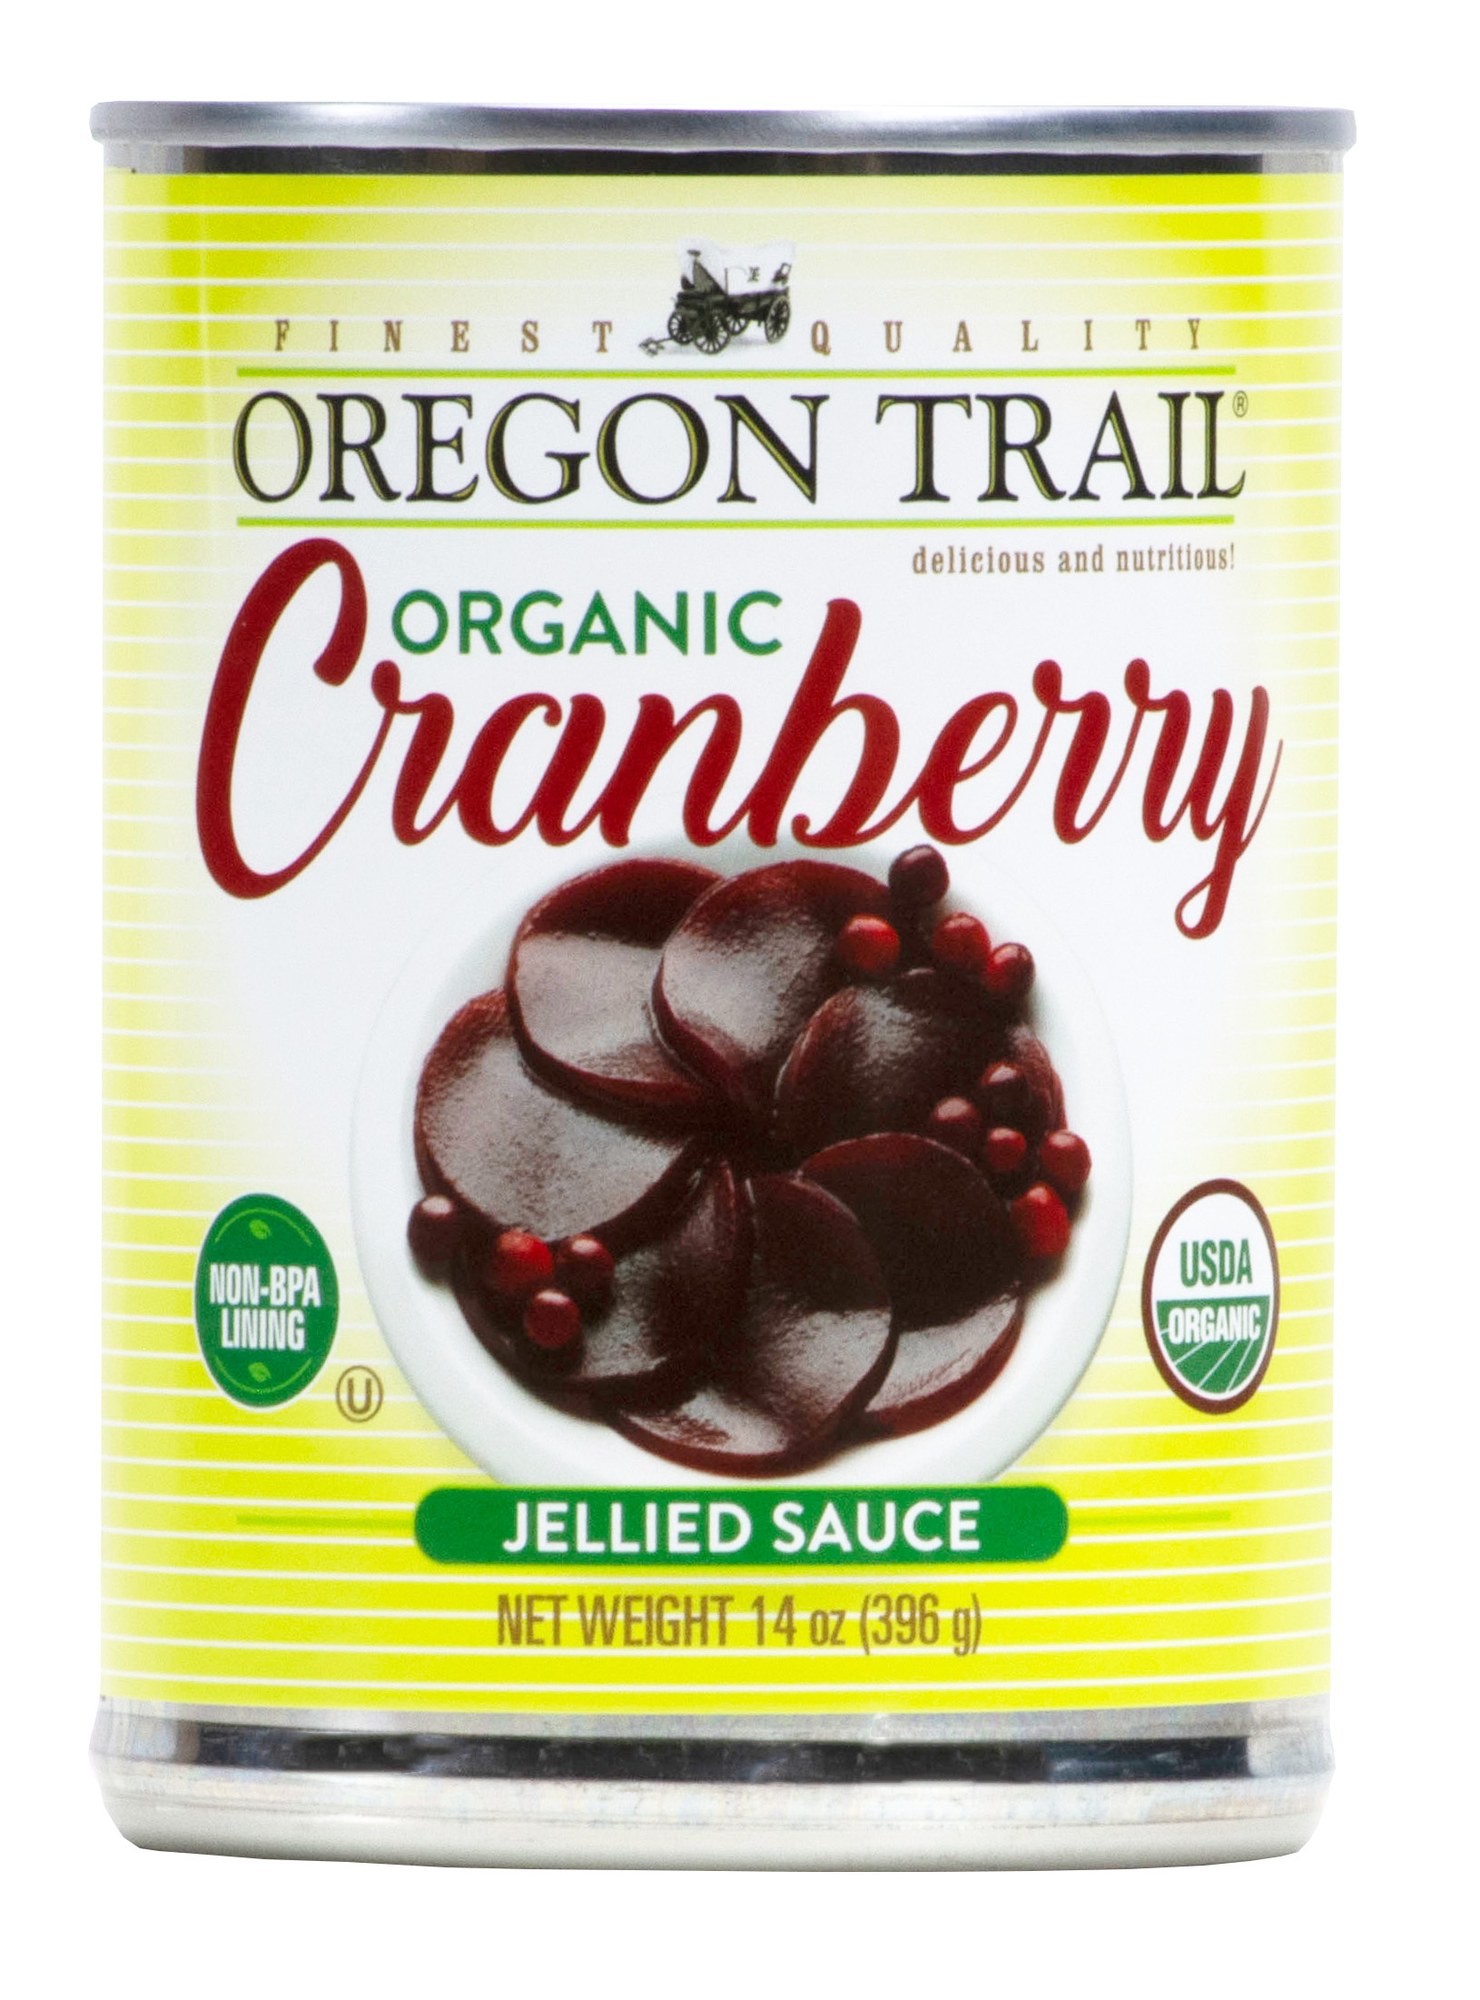 FINEST QUALITY
OREGON TRAIL®
delicious and nutritious!
ORGANIC
Cranberry
NON-BPA
LINING
U
USDA
ORGANIC
JELLIED SAUCE
NET WEIGHT 14 oz (396 g)